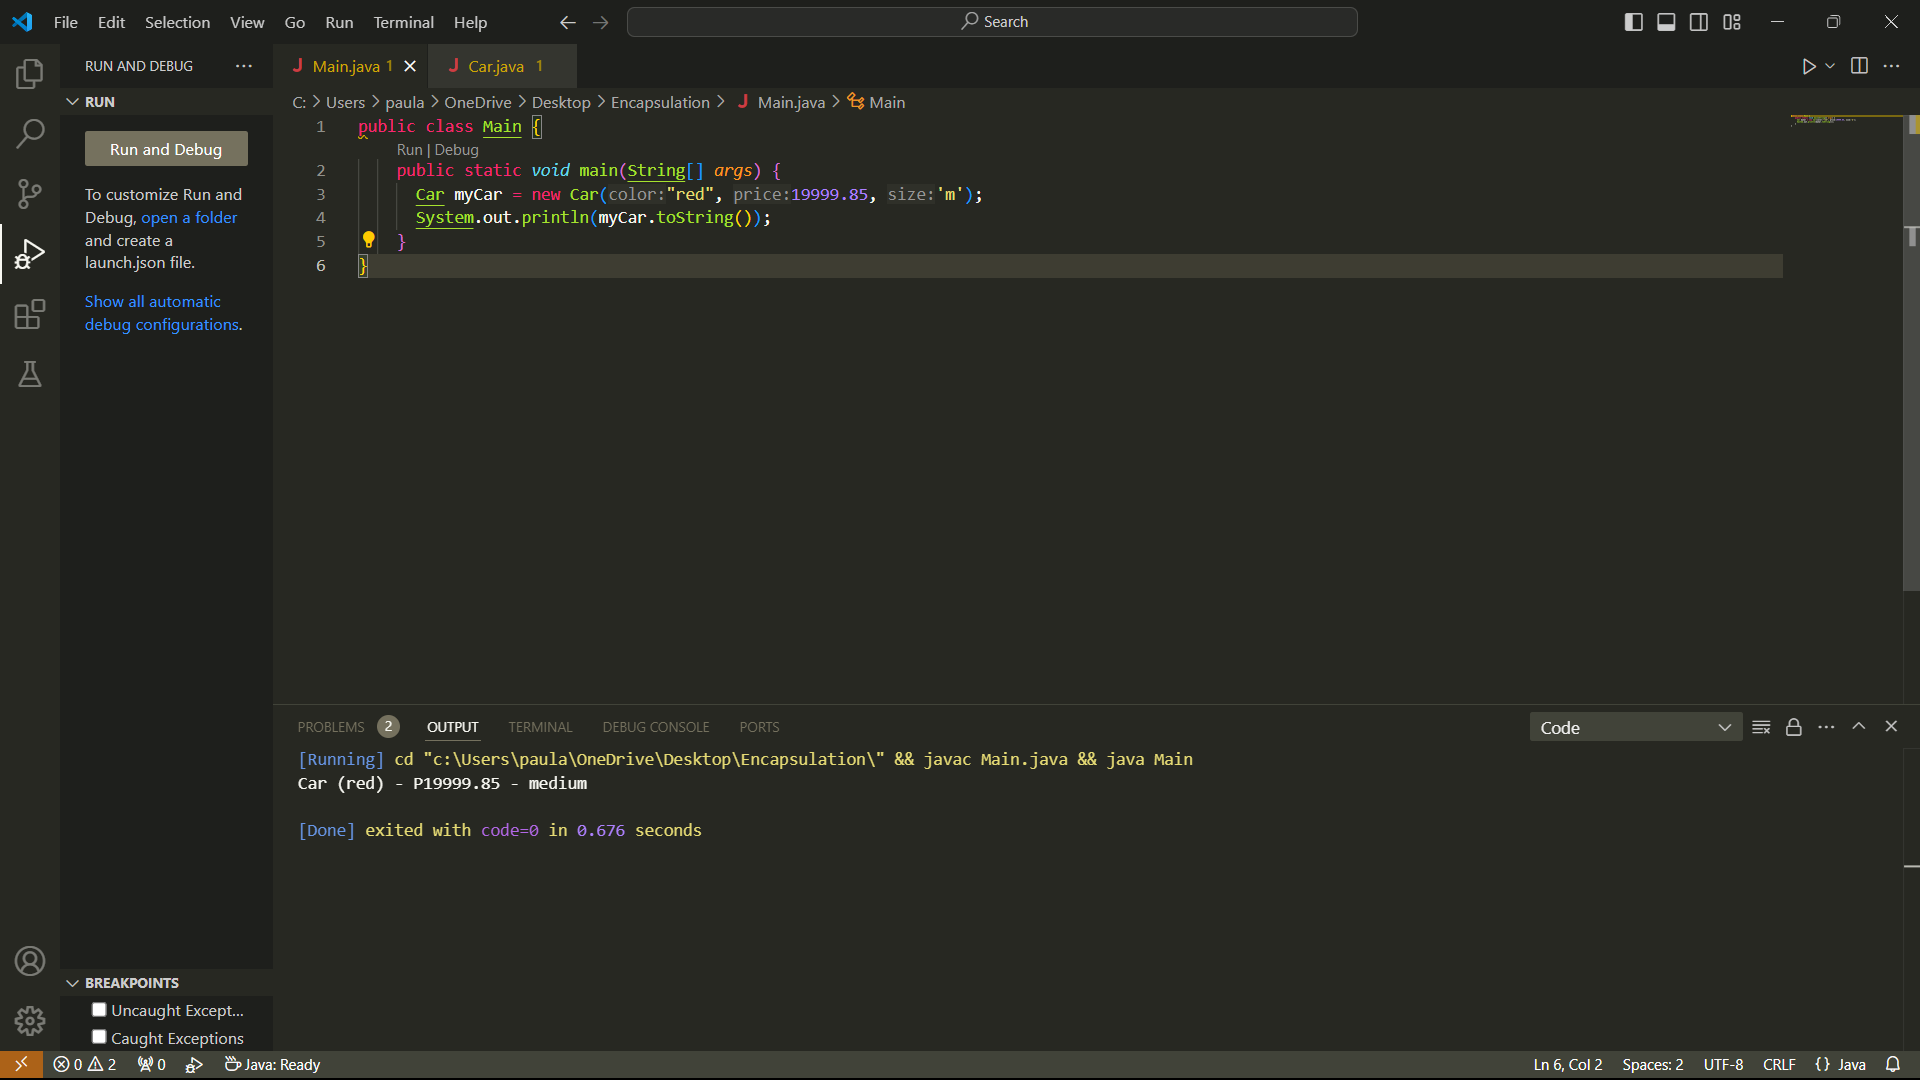 File Edit Selection View Go Run Terminal Help
Search
RUN AND DEBUG
RUN
Run and Debug
To customize Run and
Debug, open a folder
and create a
launch.json file.
Show all automatic
debug configurations.
BREAKPOINTS
Uncaught Except...
Caught Exceptions
Main.java 1
Car.java 1
C: > Users > paula > OneDrive > Desktop > Encapsulation > Main.java > Main
1 public class Main {
Run | Debug
2 public static void main(String[] args) {
3 Car myCar = new Car(color:"red", price:19999.85, size:'m');
4 System.out.println(myCar.toString());
5 }
6 }
PROBLEMS 2 OUTPUT TERMINAL DEBUG CONSOLE PORTS
Code
[Running] cd "c:\Users\paula\OneDrive\Desktop\Encapsulation\" && javac Main.java && java Main
Car (red) - P19999.85 - medium
[Done] exited with code=0 in 0.676 seconds
0 2 0 Java: Ready
Ln 6, Col 2 Spaces: 2 UTF-8 CRLF {} Java